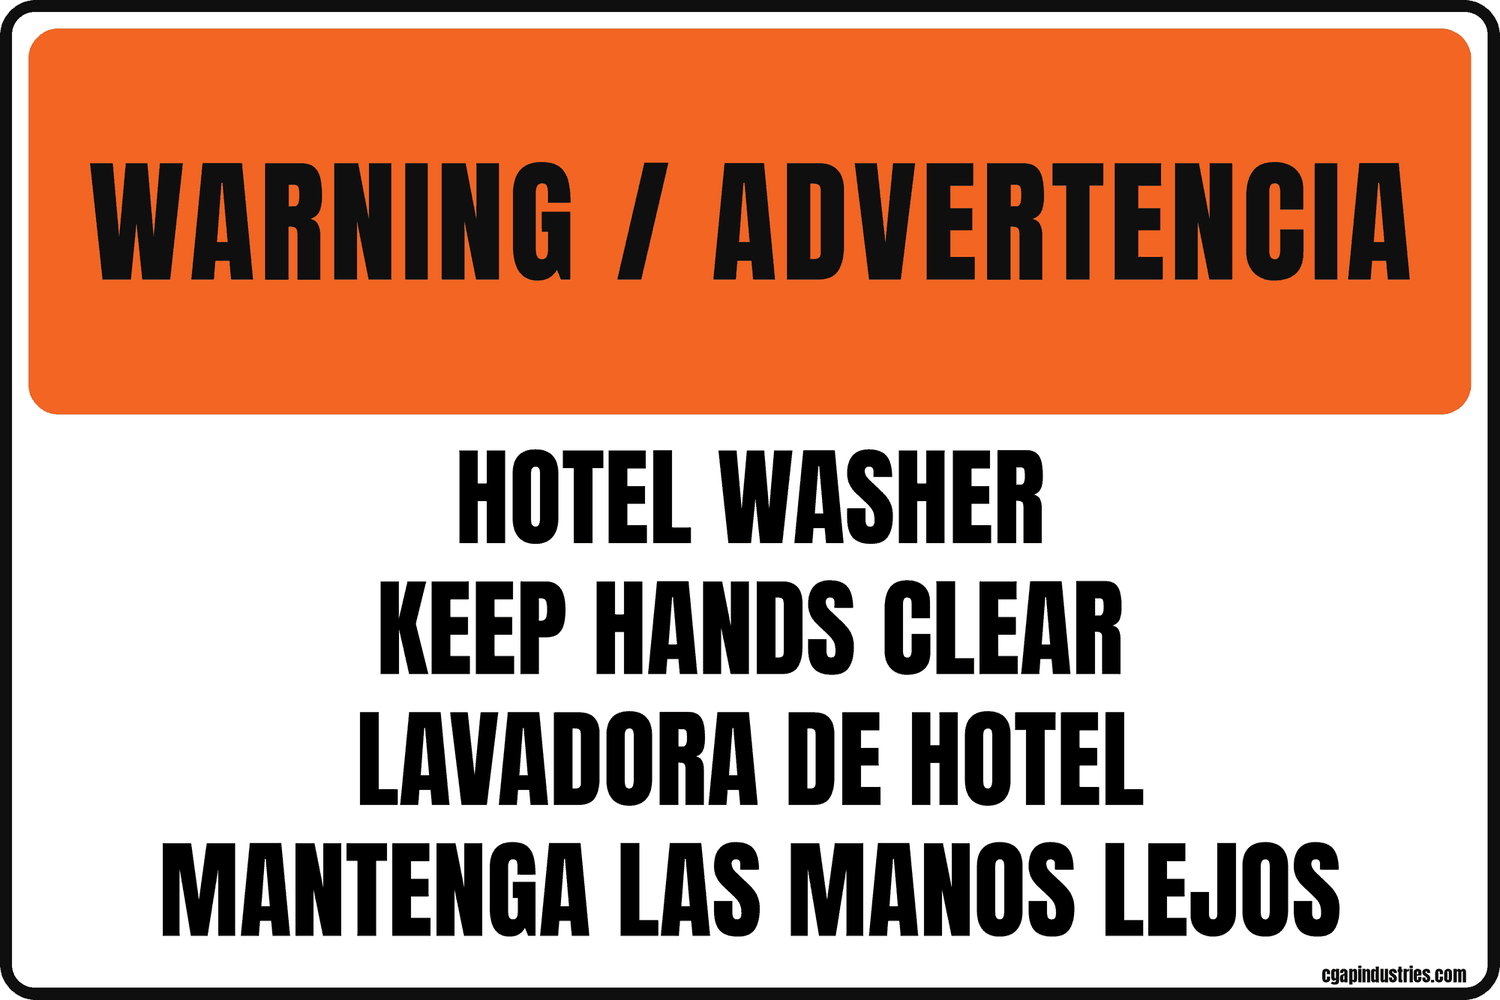 WARNING / ADVERTENCIA
HOTEL WASHER
KEEP HANDS CLEAR
LAVADORA DE HOTEL
MANTENGA LAS MANOS LEJOS
cgapindustries.com